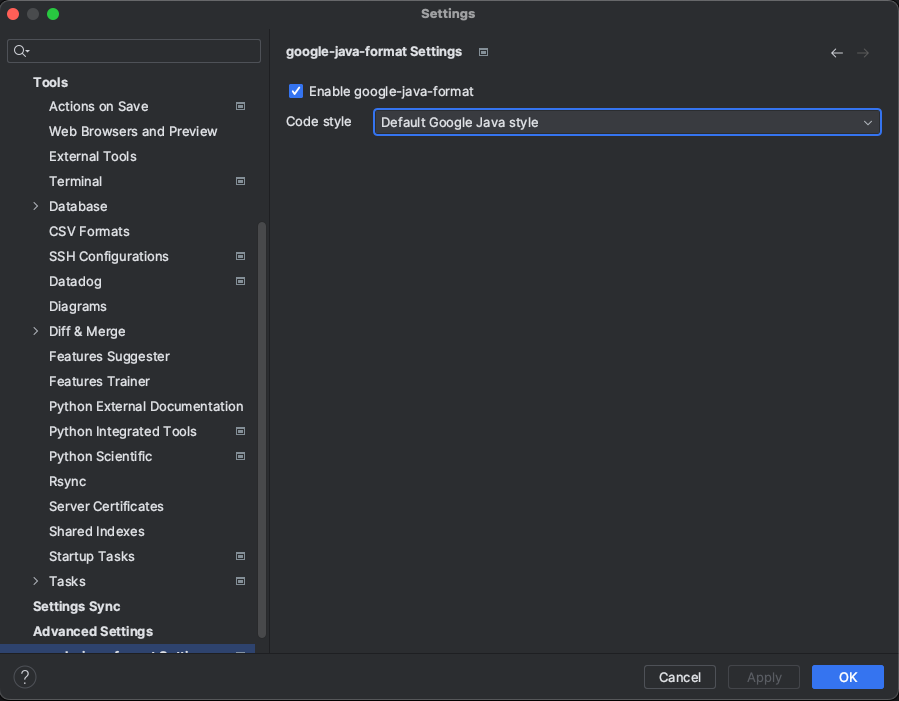 Settings
google-java-format Settings
Enable google-java-format
Code style
Default Google Java style
Tools
Actions on Save
Web Browsers and Preview
External Tools
Terminal
Database
CSV Formats
SSH Configurations
Datadog
Diagrams
Diff & Merge
Features Suggester
Features Trainer
Python External Documentation
Python Integrated Tools
Python Scientific
Rsync
Server Certificates
Shared Indexes
Startup Tasks
Tasks
Settings Sync
Advanced Settings
?
Cancel
Apply
OK